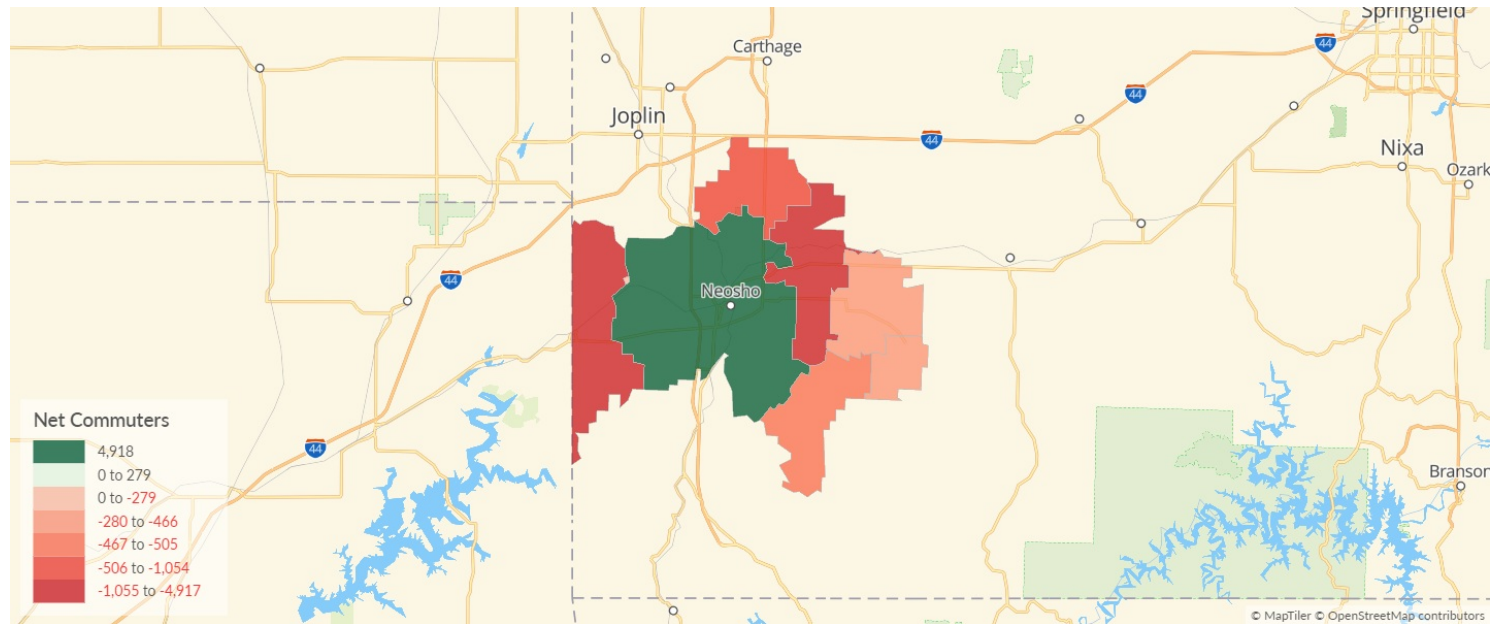 Springfield
44
Carthage
44
Joplin
44
Nixa
Ozark
44
Neosho
Net Commuters
4,918
0 to 279
0 to -279
-280 to -466
-467 to -505
-506 to -1,054
-1,055 to -4,917
44
Branson
© MapTiler © OpenStreetMap contributors